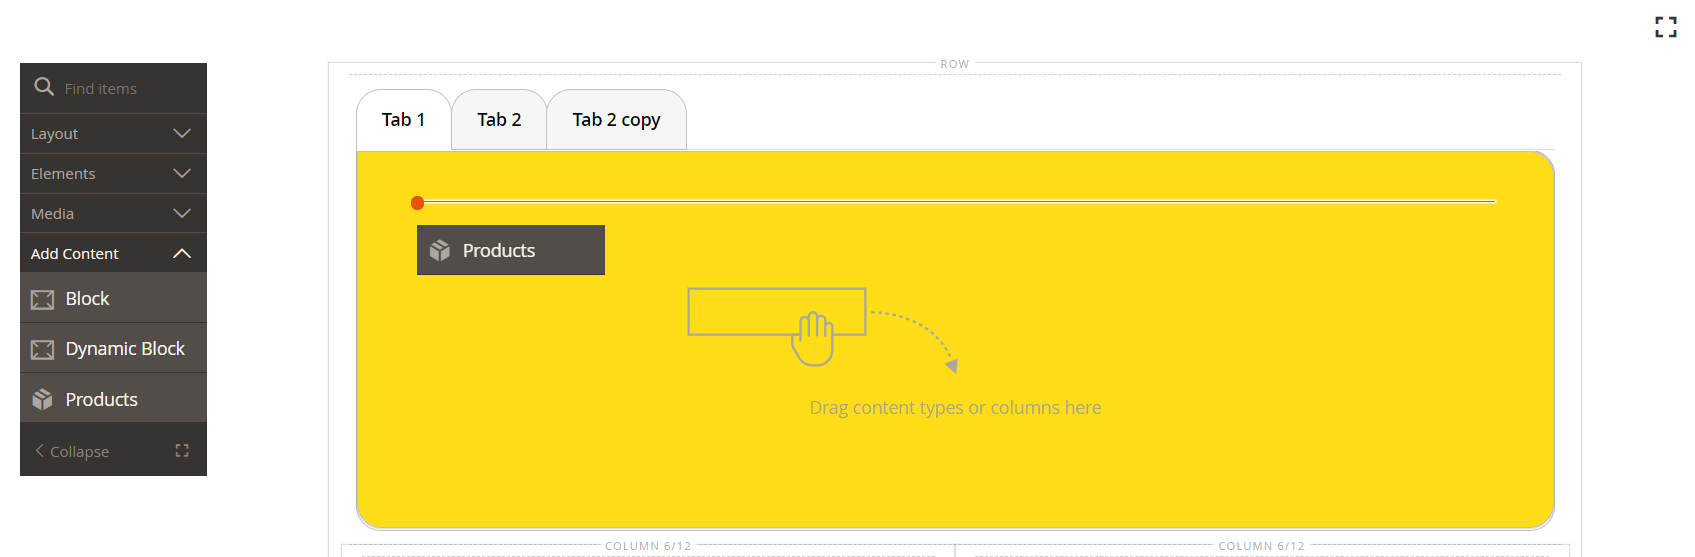 Find items
Layout
Elements
Media
Add Content
Block
Dynamic Block
Products
Collapse
ROW
Tab 1
Tab 2
Tab 2 copy
Products
Drag content types or columns here
COLUMN 6/12
COLUMN 6/12